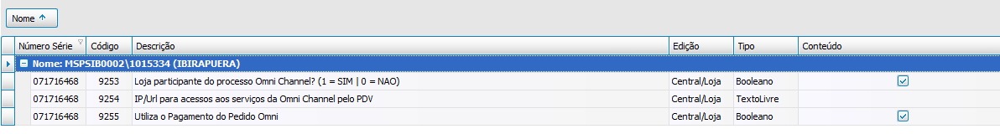 Nome
Número Série Código Descrição Edição Tipo Conteúdo
Nome: MSPSIB0002\1015334 (IBIRAPUERA)
071716468 9253 Loja participante do processo Omni Channel? (1 = SIM | 0 = NAO) Central/Loja Booleano
071716468 9254 IP/Url para acessos aos serviços da Omni Channel pelo PDV Central/Loja TextoLivre
071716468 9255 Utiliza o Pagamento do Pedido Omni Central/Loja Booleano